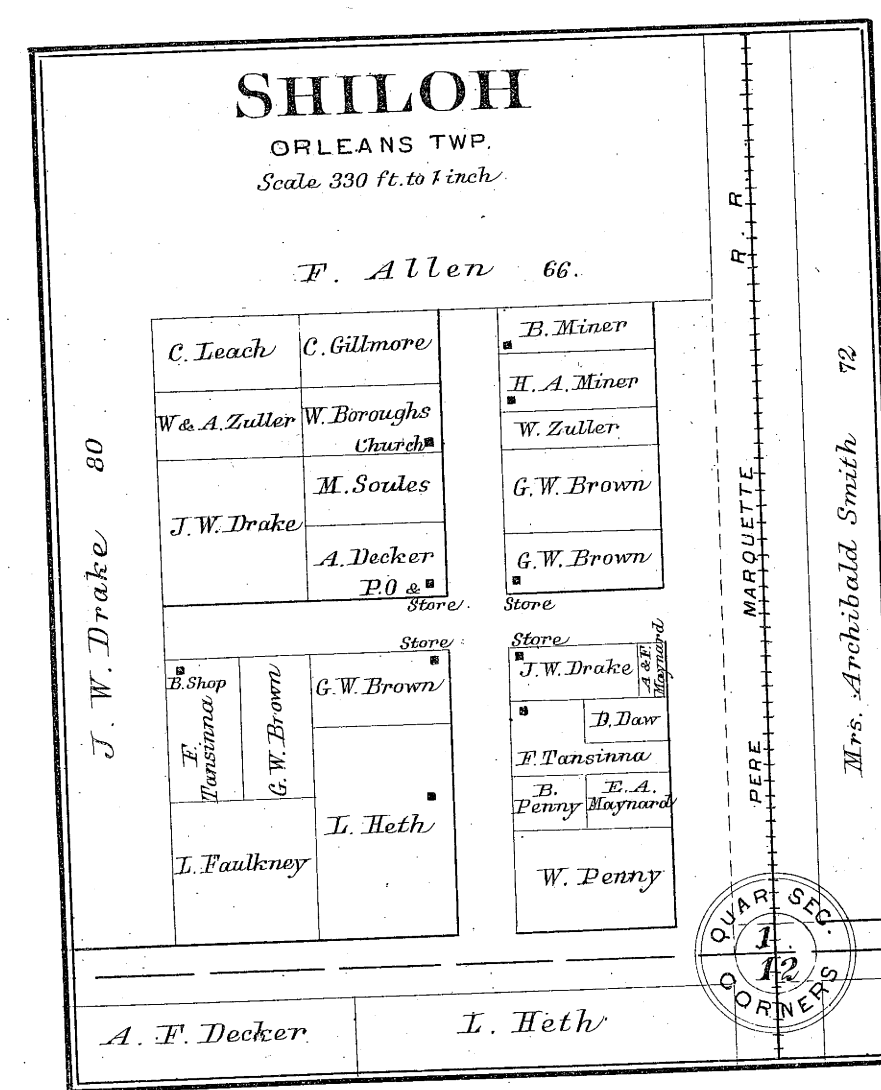 SHILOH
ORLEANS TWP.
Scale 330 ft. to 1 inch
F. Allen 66.
C. Leach
C. Gillmore
W & A. Zuller
W. Boroughs
Church
J. W. Drake
M. Soules
A. Decker
P.O &
Store
B. Miner
H. A. Miner
W. Zuller
G. W. Brown
G. W. Brown
Store
J. W. Drake 80
B. Shop
F.
Tansinna
G. W. Brown
Store
G. W. Brown
L. Heth
L. Faulkney
Store
J. W. Drake
A & F.
Maynard
D. Daw
F. Tansinna
B.
Penny
E. A.
Maynard
W. Penny
PERE MARQUETTE R. R
Mrs. Archibald Smith 72
QUAR SEC.
1
12
CORNERS
A. F. Decker
L. Heth